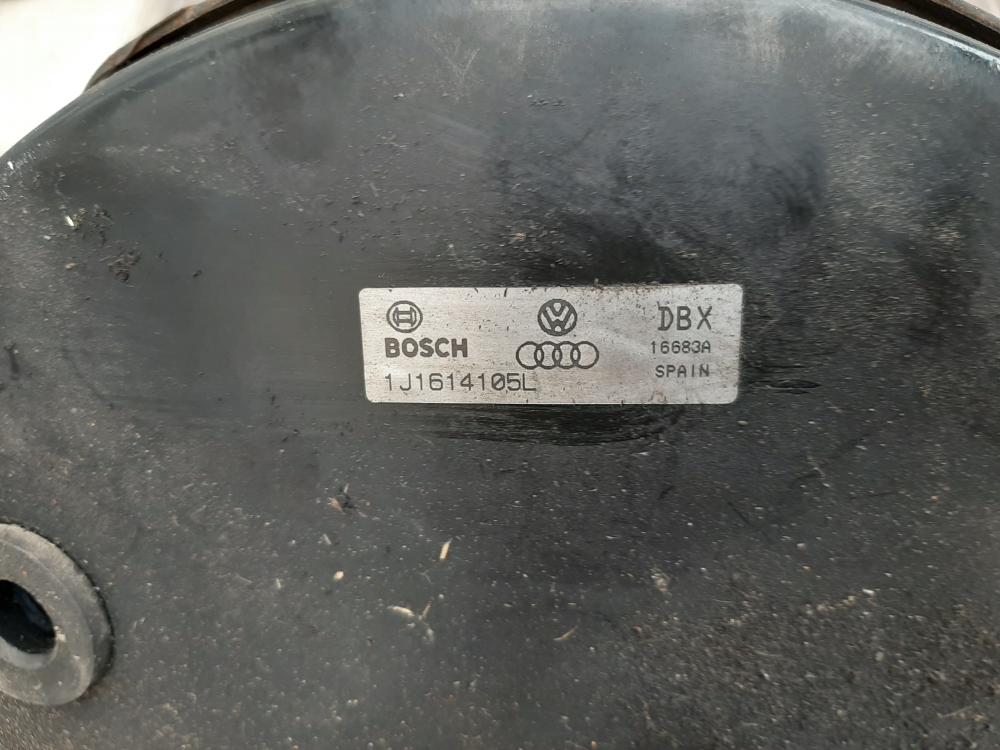 DBX
BOSCH
16683A
1J1614105L
SPAIN